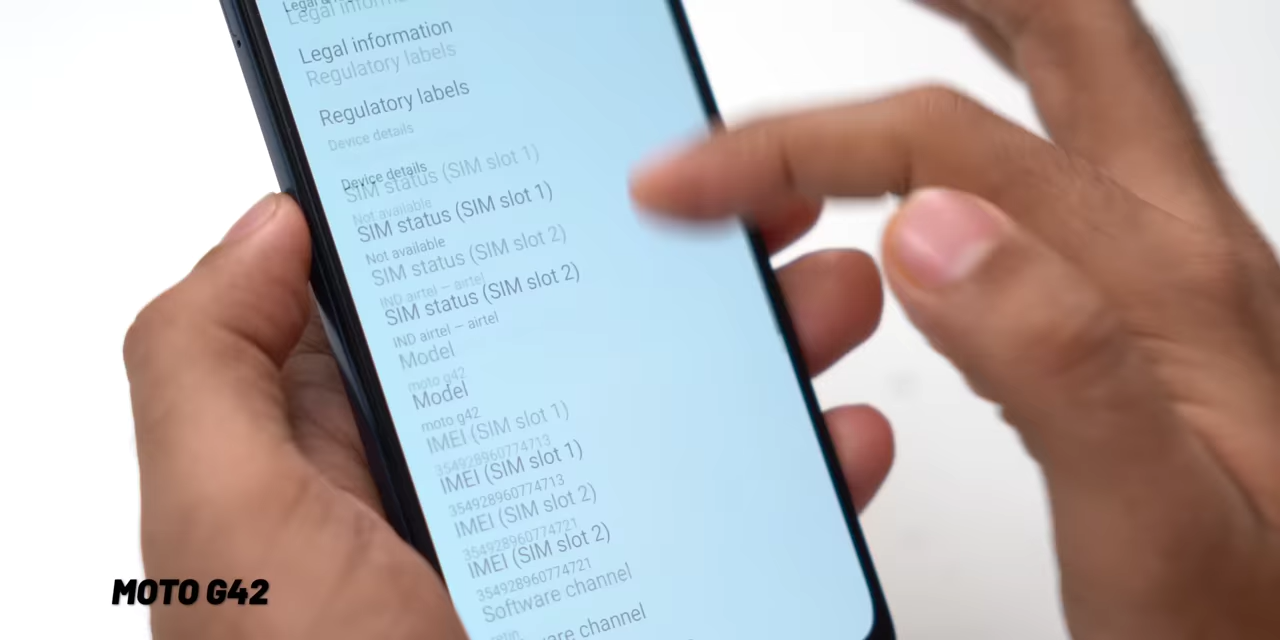 Legal information
Legal information
Regulatory labels
Regulatory labels
Device details
Device details
SIM status (SIM slot 1)
Not available
SIM status (SIM slot 1)
Not available
SIM status (SIM slot 2)
IND airtel – airtel
SIM status (SIM slot 2)
IND airtel – airtel
Model
moto g42
Model
moto g42
IMEI (SIM slot 1)
354928960774713
IMEI (SIM slot 1)
354928960774713
IMEI (SIM slot 2)
354928960774721
IMEI (SIM slot 2)
354928960774721
Software channel
retin
ware channel
MOTO G42